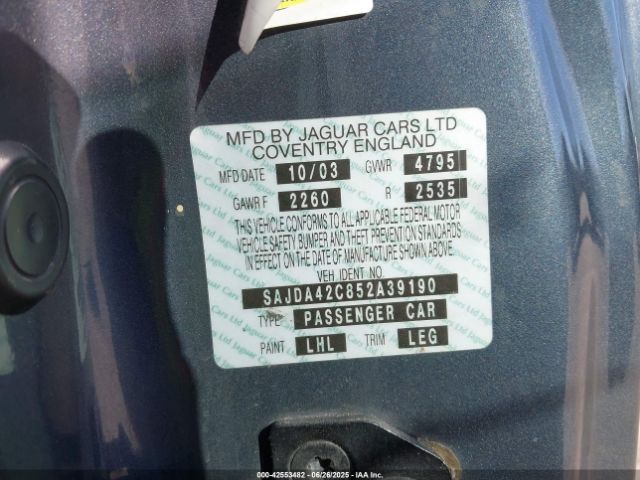 MFD BY JAGUAR CARS LTD
COVENTRY ENGLAND
MFD DATE 10/03 GVWR 4795
GAWR F 2260 R 2535
THIS VEHICLE CONFORMS TO ALL APPLICABLE FEDERAL MOTOR
VEHICLE SAFETY BUMPER AND THEFT PREVENTION STANDARDS
IN EFFECT ON THE DATE OF MANUFACTURE SHOWN ABOVE.
VEH IDENT NO.
SAJDA42C852A39190
TYPE PASSENGER CAR
PAINT LHL TRIM LEG
000-42553482 - 06/26/2025 - IAAI, Inc.